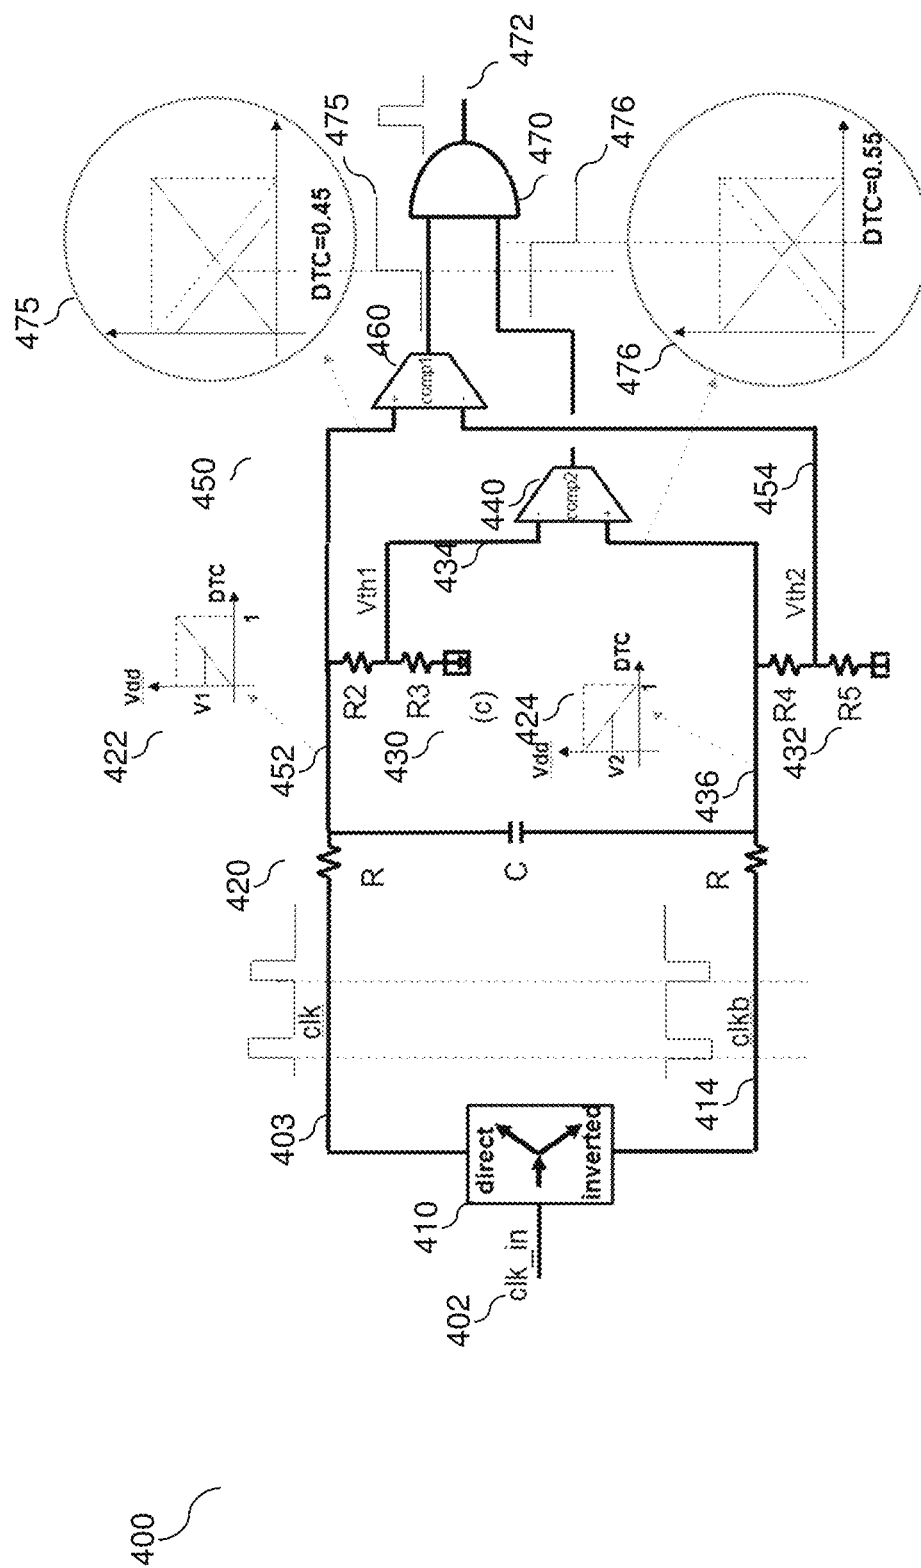 400
402
clk_in
410
direct
inverted
403
clk
414
clkb
420
R
R
C
422
Vdd
V1
DTC
1
452
R2
R3
430
(c)
424
Vdd
V2
DTC
1
436
R4
R5
432
Vth1
434
Vth2
454
450
440
comp2
460
comp1
+
-
-
+
475
DTC=0.45
475
472
470
476
476
DTC=0.55